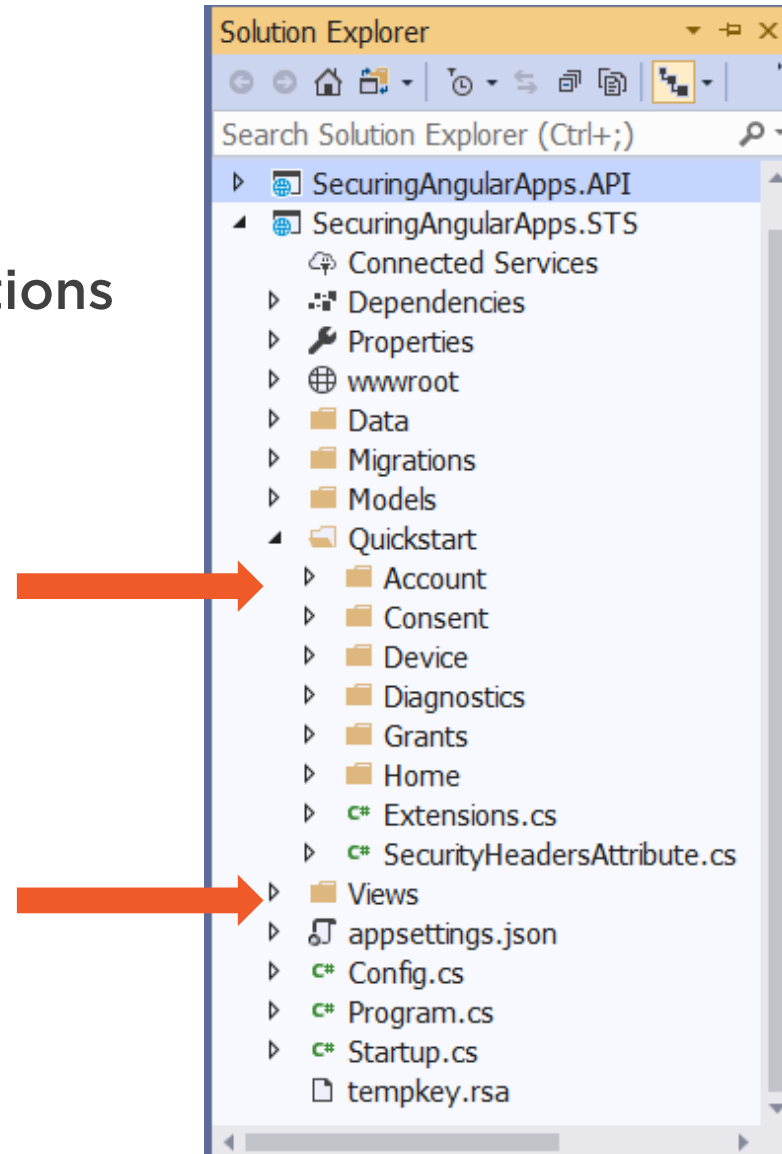 Solution Explorer
Search Solution Explorer (Ctrl+;)
SecuringAngularApps.API
SecuringAngularApps.STS
Connected Services
tions
Dependencies
Properties
wwwroot
Data
Migrations
Models
Quickstart
Account
Consent
Device
Diagnostics
Grants
Home
C# Extensions.cs
C# SecurityHeadersAttribute.cs
Views
appsettings.json
C# Config.cs
C# Program.cs
C# Startup.cs
tempkey.rsa